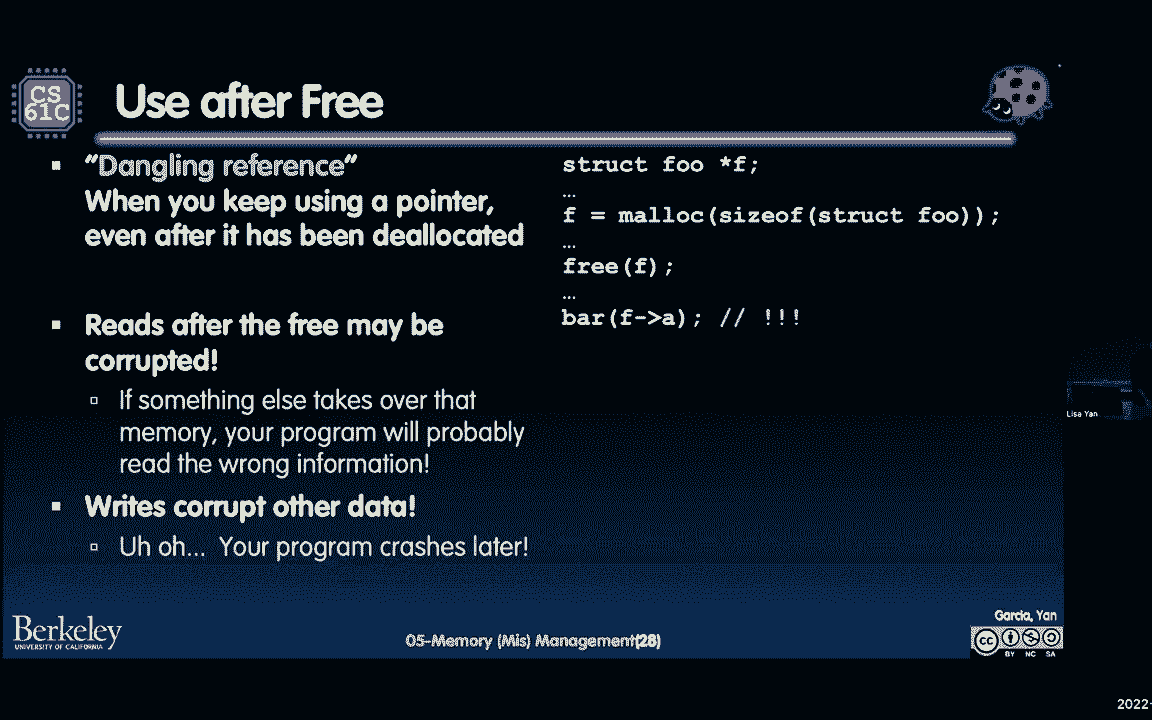 CS
61C
Use after Free
▪ “Dangling reference”
When you keep using a pointer,
even after it has been deallocated
▪ Reads after the free may be
corrupted!
▫ If something else takes over that
memory, your program will probably
read the wrong information!
▪ Writes corrupt other data!
▫ Uh oh… Your program crashes later!
struct foo *f;
…
f = malloc(sizeof(struct foo));
…
free(f);
…
bar(f->a); // !!!
Lisa Yan
Berkeley
UNIVERSITY OF CALIFORNIA
05-Memory (Mis) Management(28)
Garcia, Yan
cc
BY NC SA
2022-